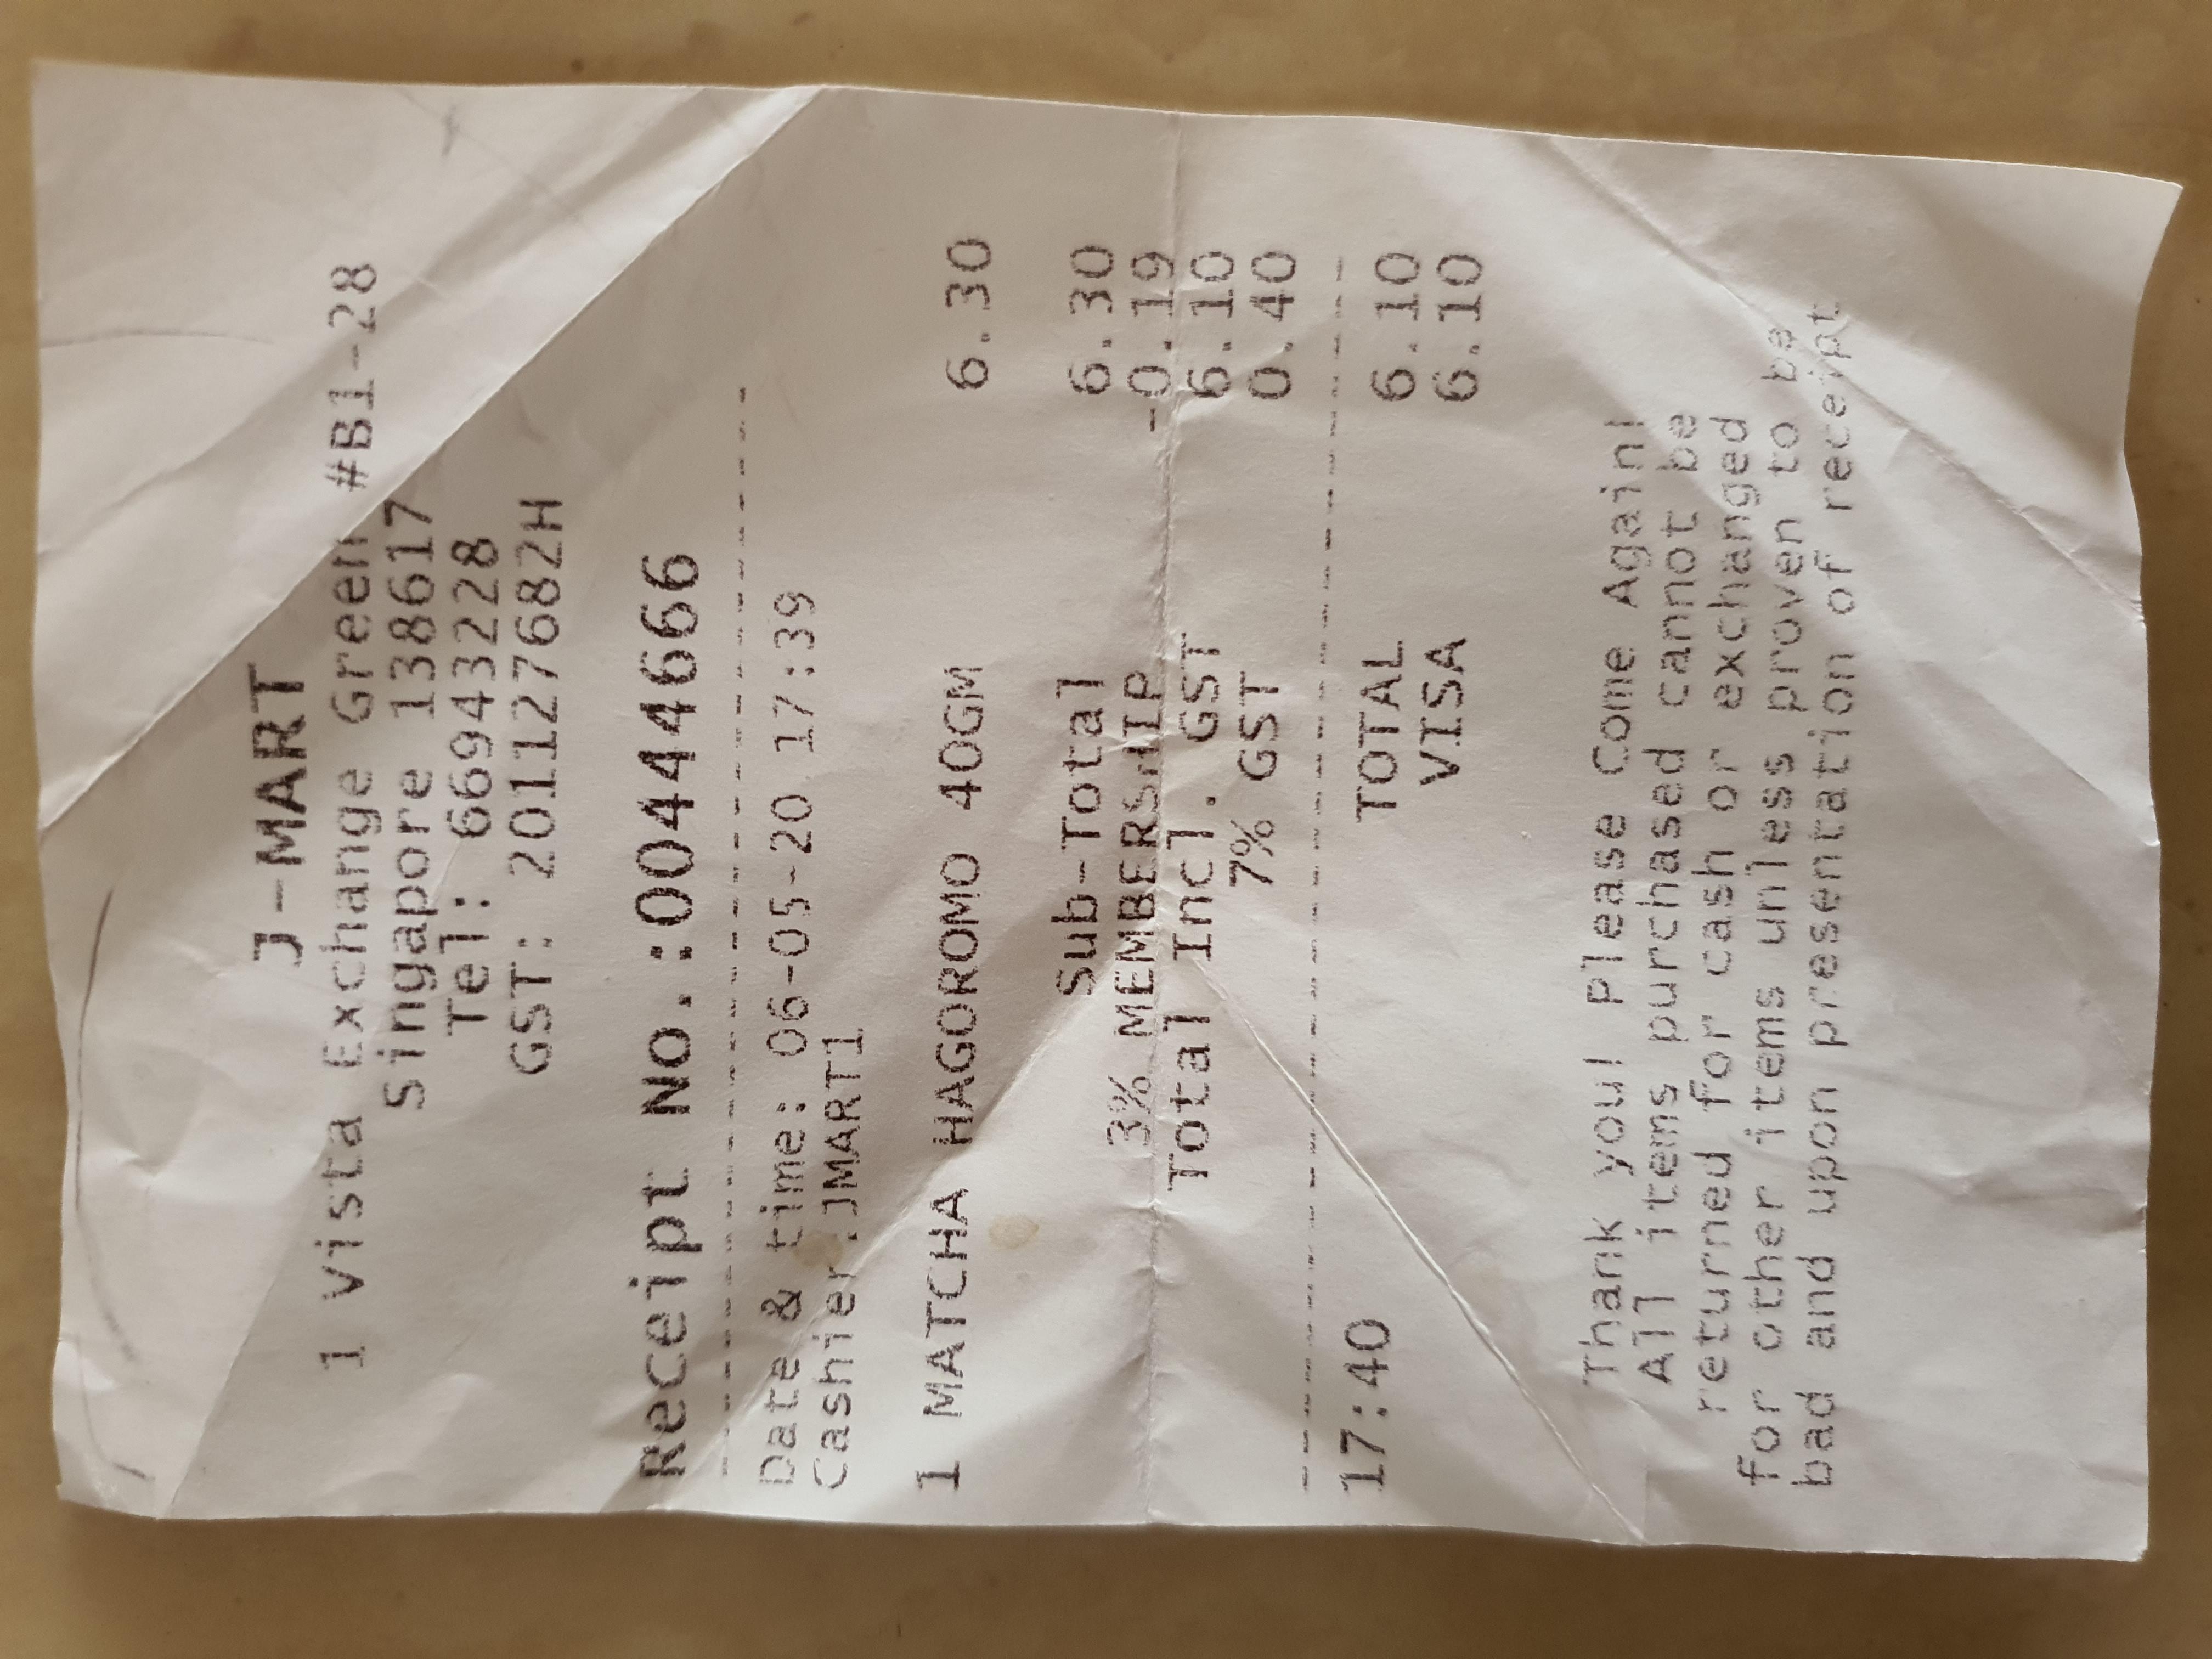 J-MART
1 Vista Exchange Green #B1-28
Singapore 138617
Tel: 66943228
GST: 201127682H
Receipt No.:0044666
Date & time: 06-05-20 17:39
Cashier:JMART1
1 MATCHA HAGOROMO 40GM 6.30
Sub-Total 6.30
3% MEMBERSHIP -0.19
Total Incl. GST 6.10
7% GST 0.40
17:40 TOTAL 6.10
VISA 6.10
Thank you! Please Come Again!
All items purchased cannot be
returned for cash or exchanged
for other items unless proven to be
bad and upon presentation of receipt